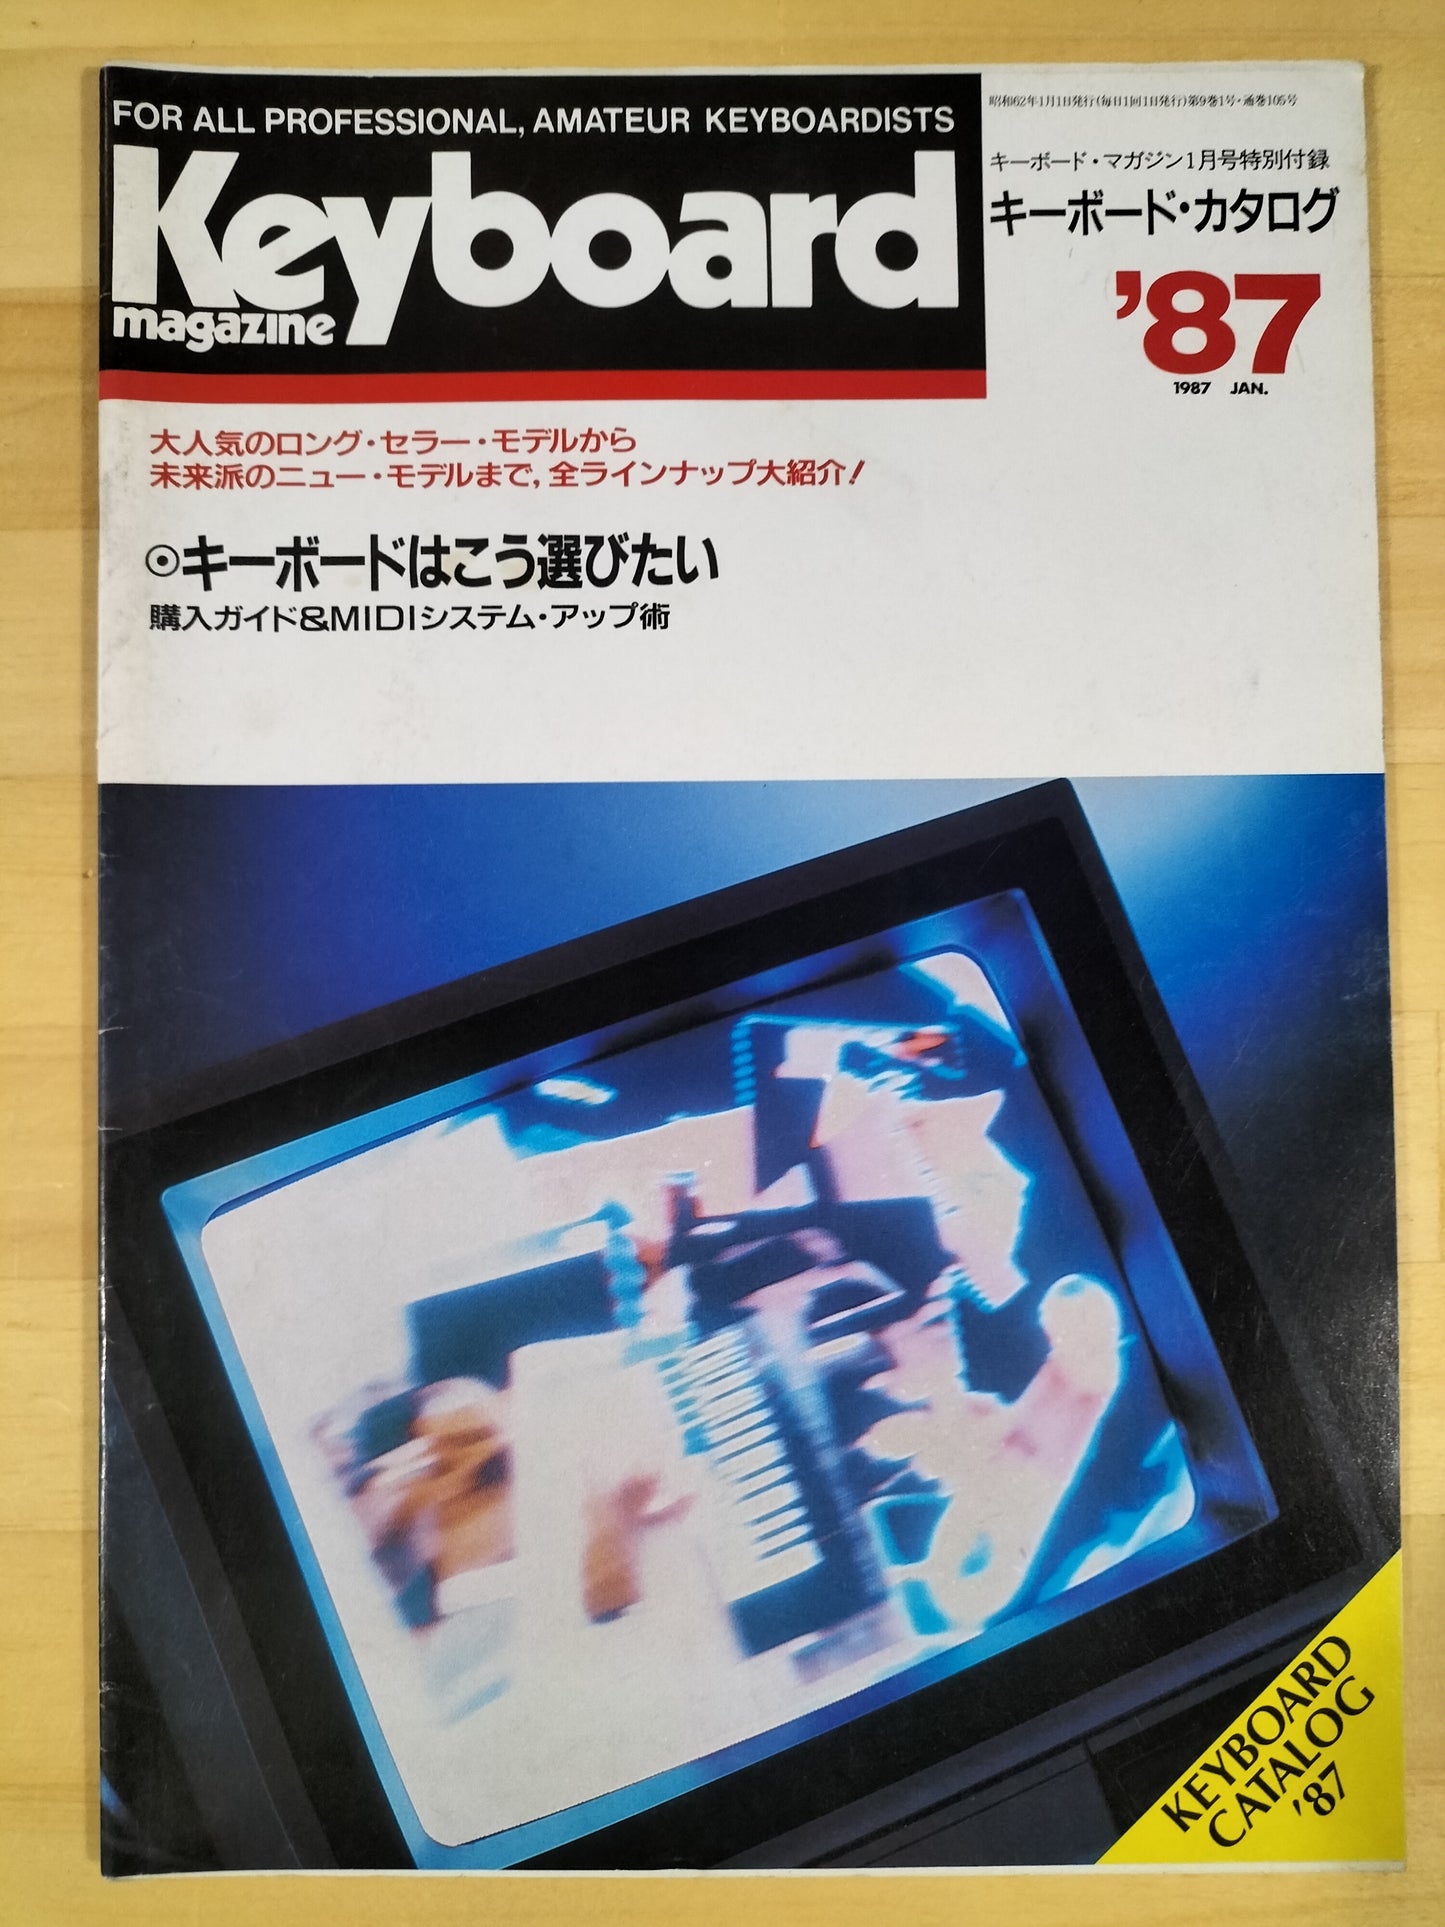 FOR ALL PROFESSIONAL, AMATEUR KEYBOARDISTS
Keyboard
magazine
昭和62年1月1日発行(毎日1回1日発行)第9巻1号・通巻105号
キーボード・マガジン1月号特別付録
キーボード・カタログ
'87
1987 JAN.
大人気のロング・セラー・モデルから
未来派のニュー・モデルまで,全ラインナップ大紹介!
⦿キーボードはこう選びたい
購入ガイド&MIDIシステム・アップ術
KEYBOARD
CATALOG
'87